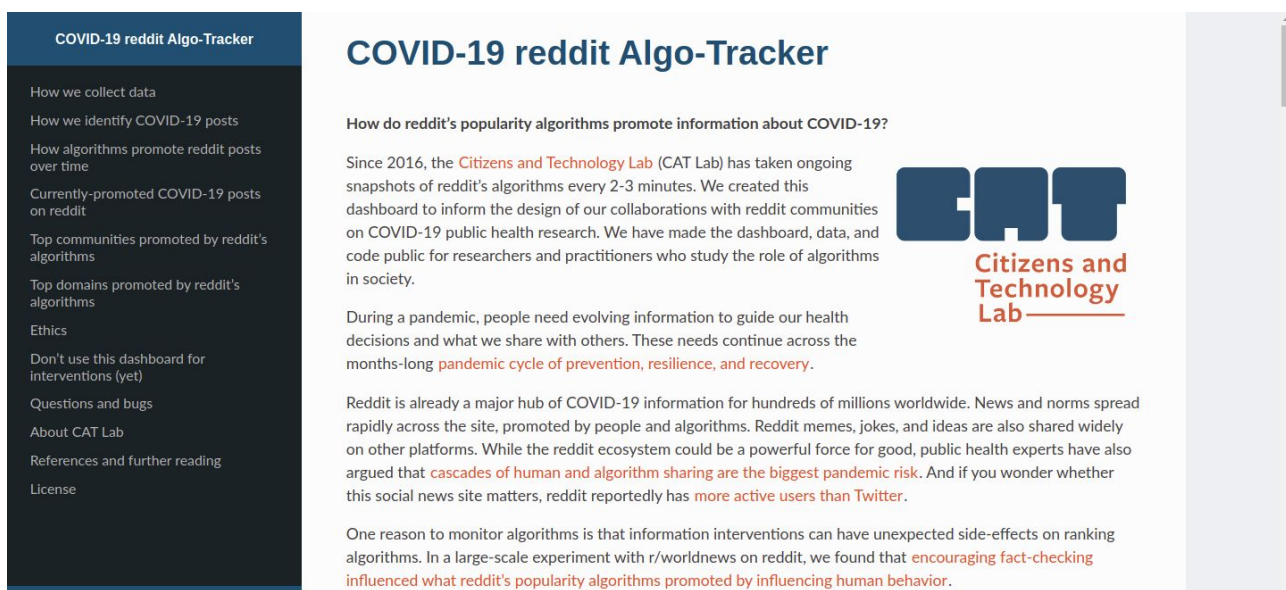 COVID-19 reddit Algo-Tracker
How we collect data
How we identify COVID-19 posts
How algorithms promote reddit posts
over time
Currently-promoted COVID-19 posts
on reddit
Top communities promoted by reddit's
algorithms
Top domains promoted by reddit's
algorithms
Ethics
Don't use this dashboard for
interventions (yet)
Questions and bugs
About CAT Lab
References and further reading
License
COVID-19 reddit Algo-Tracker
How do reddit's popularity algorithms promote information about COVID-19?
Since 2016, the Citizens and Technology Lab (CAT Lab) has taken ongoing
snapshots of reddit's algorithms every 2-3 minutes. We created this
dashboard to inform the design of our collaborations with reddit communities
on COVID-19 public health research. We have made the dashboard, data, and
code public for researchers and practitioners who study the role of algorithms
in society.
CAT
Citizens and
Technology
Lab
During a pandemic, people need evolving information to guide our health
decisions and what we share with others. These needs continue across the
months-long pandemic cycle of prevention, resilience, and recovery.
Reddit is already a major hub of COVID-19 information for hundreds of millions worldwide. News and norms spread
rapidly across the site, promoted by people and algorithms. Reddit memes, jokes, and ideas are also shared widely
on other platforms. While the reddit ecosystem could be a powerful force for good, public health experts have also
argued that cascades of human and algorithm sharing are the biggest pandemic risk. And if you wonder whether
this social news site matters, reddit reportedly has more active users than Twitter.
One reason to monitor algorithms is that information interventions can have unexpected side-effects on ranking
algorithms. In a large-scale experiment with r/worldnews on reddit, we found that encouraging fact-checking
influenced what reddit's popularity algorithms promoted by influencing human behavior.